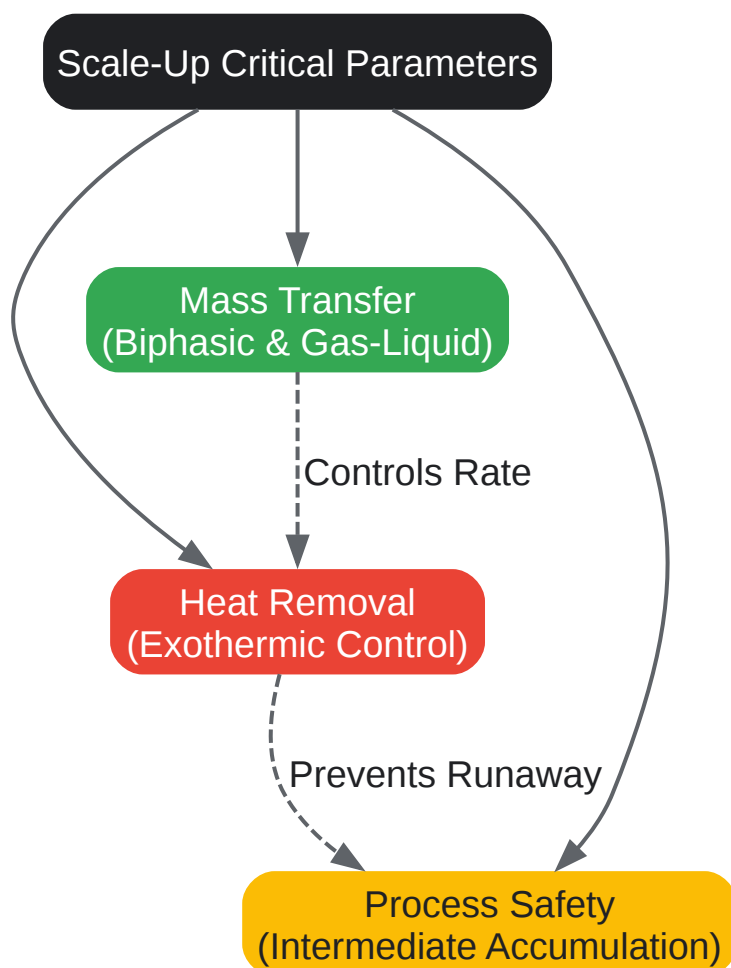 Scale-Up Critical Parameters
Mass Transfer
(Biphasic & Gas-Liquid)
Controls Rate
Heat Removal
(Exothermic Control)
Prevents Runaway
Process Safety
(Intermediate Accumulation)